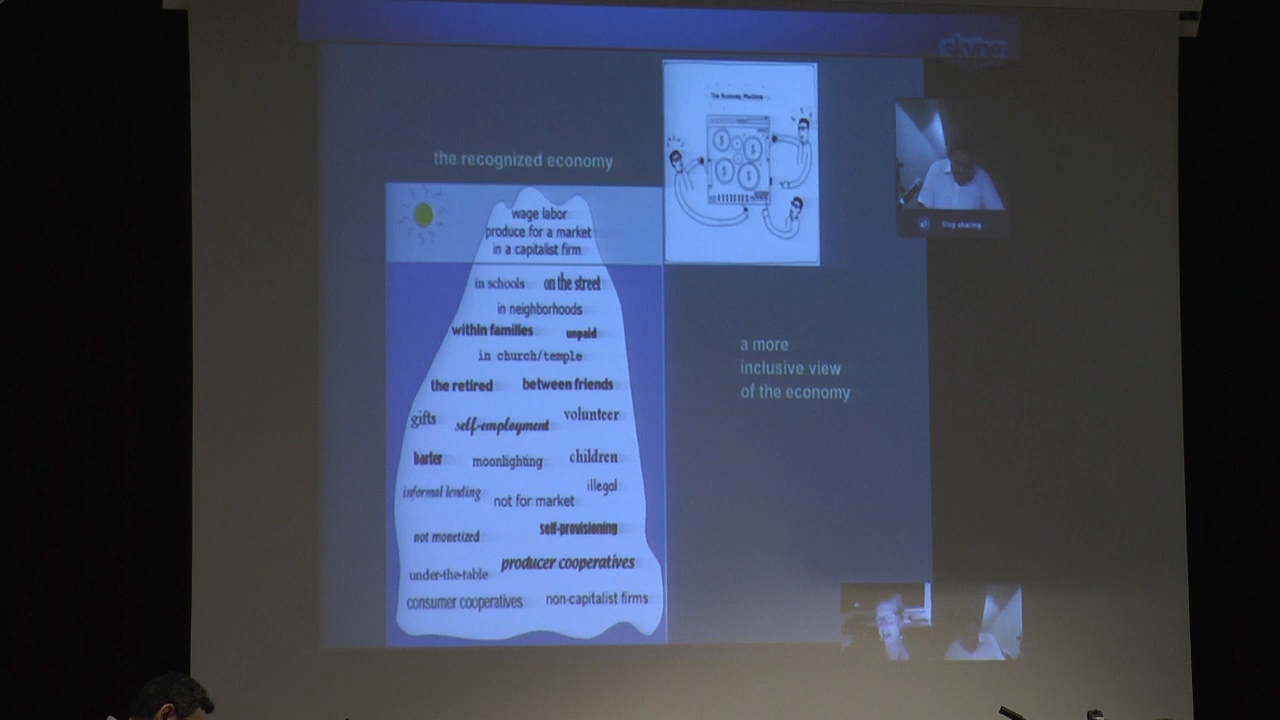 skype
The Economy Machine
the recognized economy
Stop sharing
wage labor
produce for a market
in a capitalist firm
in schools on the street
in neighborhoods
within families unpaid
in church/temple
a more
inclusive view
of the economy
the retired between friends
gifts self-employment volunteer
barter moonlighting children
informal lending not for market illegal
not monetized self-provisioning
under-the-table producer cooperatives
consumer cooperatives non-capitalist firms